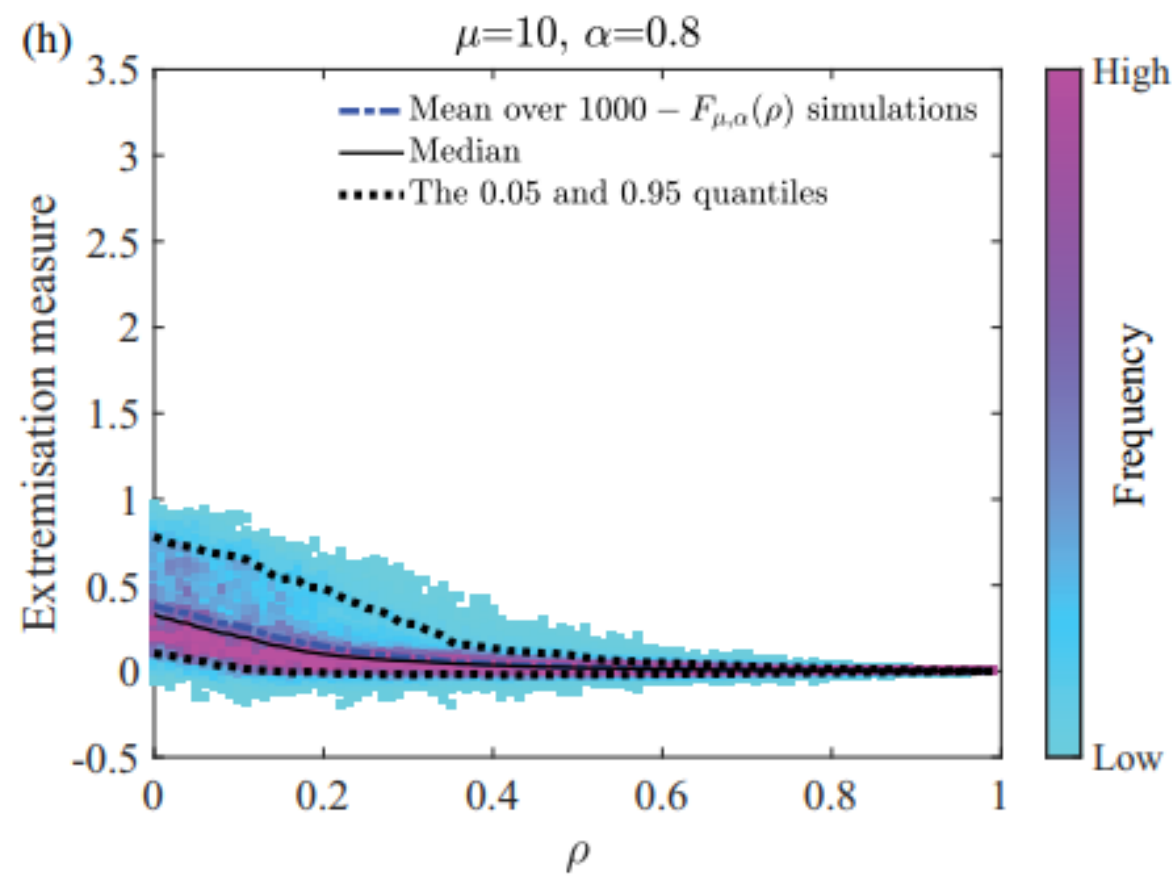 (h)
μ=10, α=0.8
3.5
3
2.5
2
1.5
1
0.5
0
-0.5
Extremisation measure
Mean over 1000 − F_{μ,α}(ρ) simulations
Median
The 0.05 and 0.95 quantiles
0 0.2 0.4 0.6 0.8 1
ρ
High
Frequency
Low